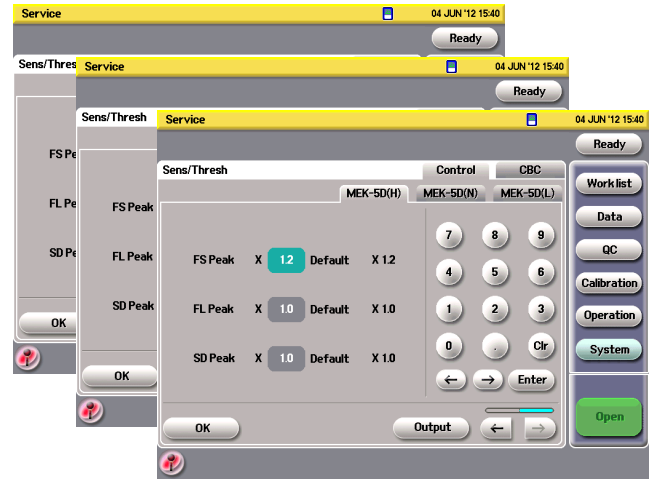 Service 04 JUN '12 15:40
Ready
Sens/Thres
FS Pe
FL Pe
SD Pe
OK
Service 04 JUN '12 15:40
Ready
Sens/Thresh
FS Peak
FL Peak
SD Peak
OK
Service 04 JUN '12 15:40
Ready
Sens/Thresh Control CBC
MEK-5D(H) MEK-5D(N) MEK-5D(L)
FS Peak X 1.2 Default X 1.2
FL Peak X 1.0 Default X 1.0
SD Peak X 1.0 Default X 1.0
7 8 9
4 5 6
1 2 3
0 . Clr
← → Enter
OK Output ← →
Worklist
Data
QC
Calibration
Operation
System
Open